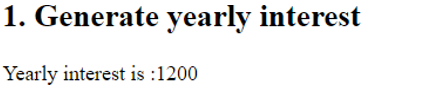 1. Generate yearly interest
Yearly interest is :1200